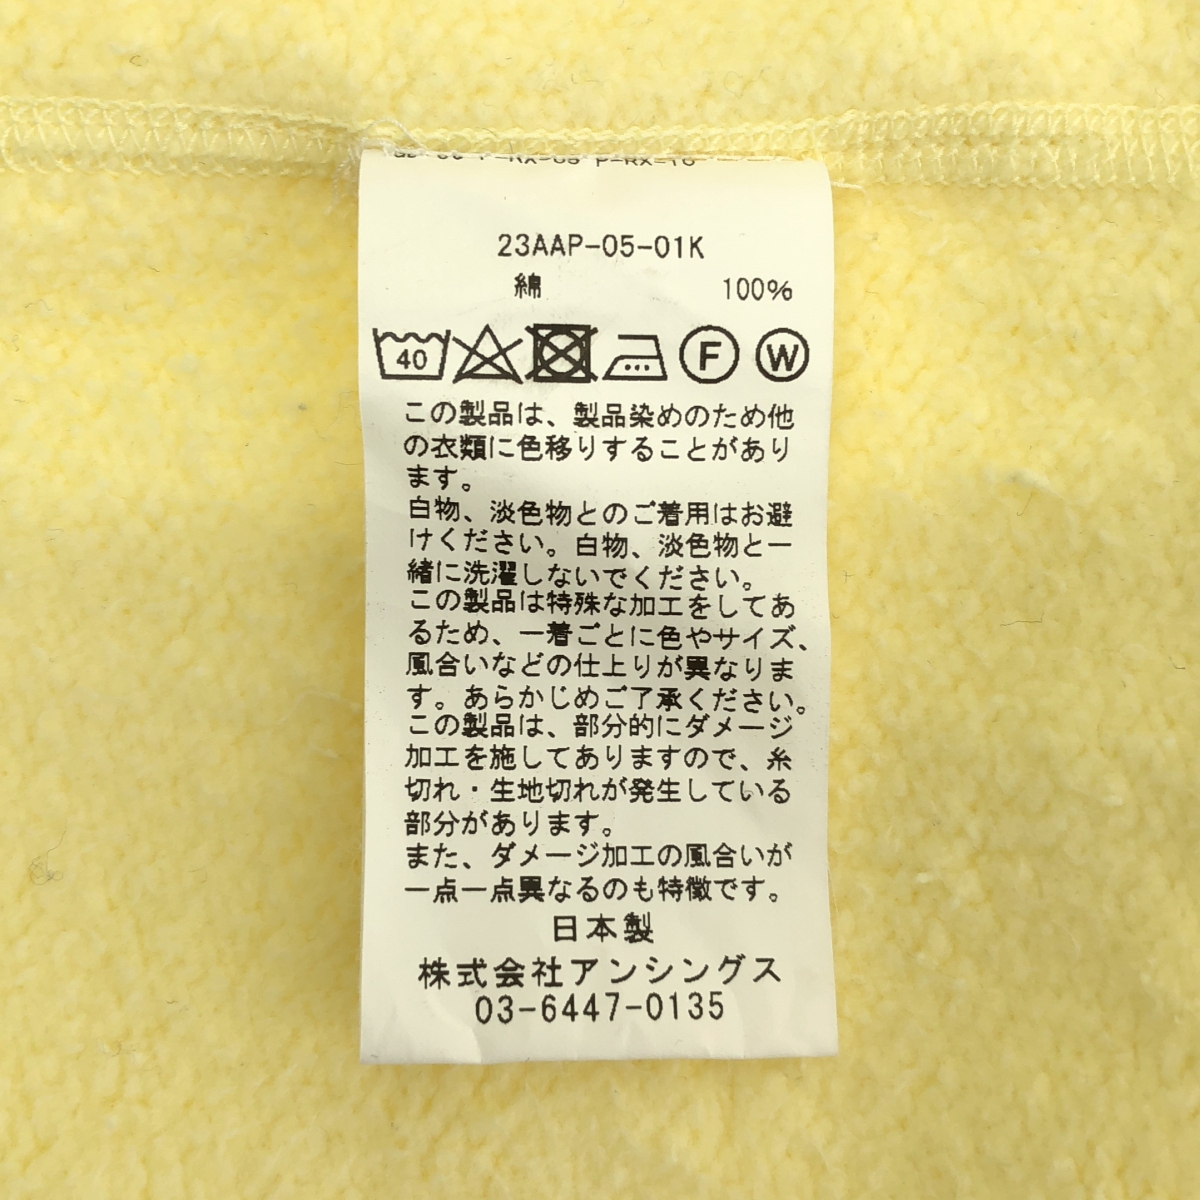 23AAP-05-01K
綿 100%
40 F W
この製品は、製品染めのため他
の衣類に色移りすることがあり
ます。
白物、淡色物とのご着用はお避
けください。白物、淡色物と一
緒に洗濯しないでください。
この製品は特殊な加工をしてあ
るため、一着ごとに色やサイズ、
風合いなどの仕上りが異なりま
す。あらかじめご了承ください。
この製品は、部分的にダメージ
加工を施してありますので、糸
切れ・生地切れが発生している
部分があります。
また、ダメージ加工の風合いが
一点一点異なるのも特徴です。
日本製
株式会社アンシングス
03-6447-0135